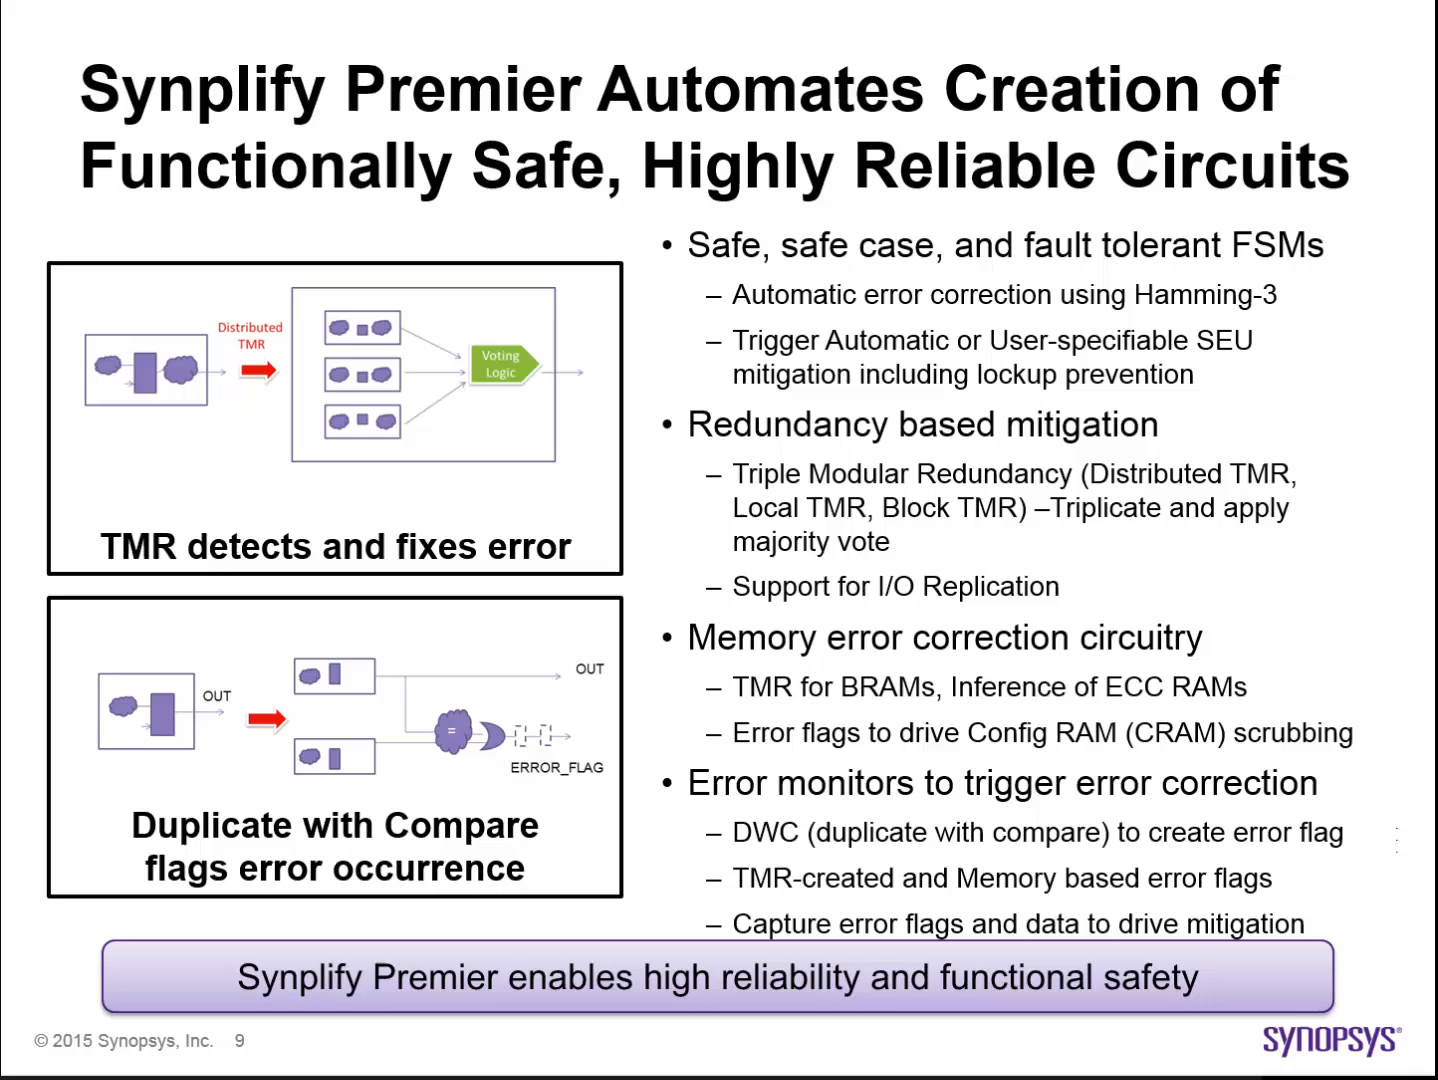 Synplify Premier Automates Creation of
Functionally Safe, Highly Reliable Circuits
Distributed
TMR
Voting
Logic
TMR detects and fixes error
OUT
OUT
=
ERROR_FLAG
Duplicate with Compare
flags error occurrence
• Safe, safe case, and fault tolerant FSMs
– Automatic error correction using Hamming-3
– Trigger Automatic or User-specifiable SEU
mitigation including lockup prevention
• Redundancy based mitigation
– Triple Modular Redundancy (Distributed TMR,
Local TMR, Block TMR) –Triplicate and apply
majority vote
– Support for I/O Replication
• Memory error correction circuitry
– TMR for BRAMs, Inference of ECC RAMs
– Error flags to drive Config RAM (CRAM) scrubbing
• Error monitors to trigger error correction
– DWC (duplicate with compare) to create error flag
– TMR-created and Memory based error flags
– Capture error flags and data to drive mitigation
Synplify Premier enables high reliability and functional safety
© 2015 Synopsys, Inc. 9
SYNOPSYS®